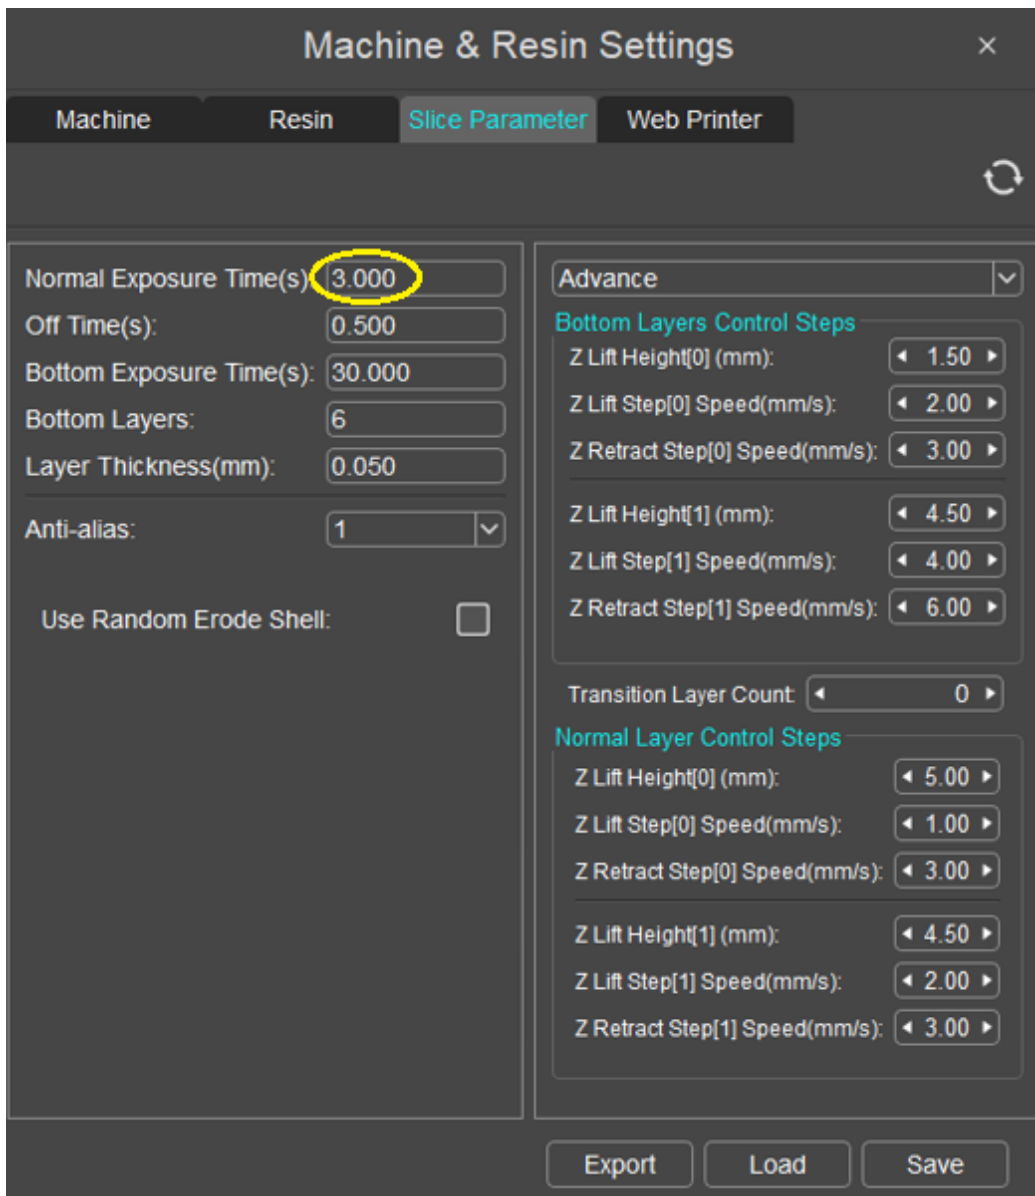 Machine & Resin Settings
Machine Resin Slice Parameter Web Printer
Normal Exposure Time(s): 3.000
Off Time(s): 0.500
Bottom Exposure Time(s): 30.000
Bottom Layers: 6
Layer Thickness(mm): 0.050
Anti-alias: 1
Use Random Erode Shell:
Advance
Bottom Layers Control Steps
Z Lift Height[0] (mm): 1.50
Z Lift Step[0] Speed(mm/s): 2.00
Z Retract Step[0] Speed(mm/s): 3.00
Z Lift Height[1] (mm): 4.50
Z Lift Step[1] Speed(mm/s): 4.00
Z Retract Step[1] Speed(mm/s): 6.00
Transition Layer Count: 0
Normal Layer Control Steps
Z Lift Height[0] (mm): 5.00
Z Lift Step[0] Speed(mm/s): 1.00
Z Retract Step[0] Speed(mm/s): 3.00
Z Lift Height[1] (mm): 4.50
Z Lift Step[1] Speed(mm/s): 2.00
Z Retract Step[1] Speed(mm/s): 3.00
Export Load Save